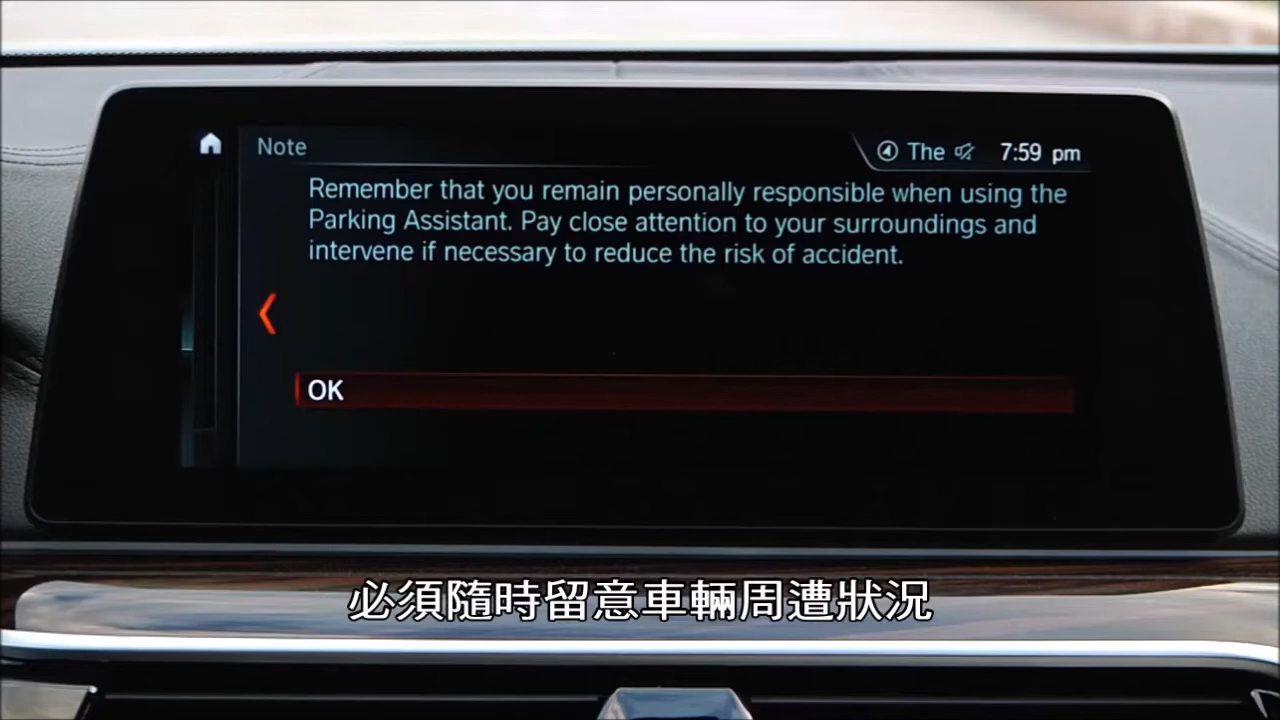 Note
The
7:59 pm
Remember that you remain personally responsible when using the
Parking Assistant. Pay close attention to your surroundings and
intervene if necessary to reduce the risk of accident.
OK
必須隨時留意車輛周遭狀況